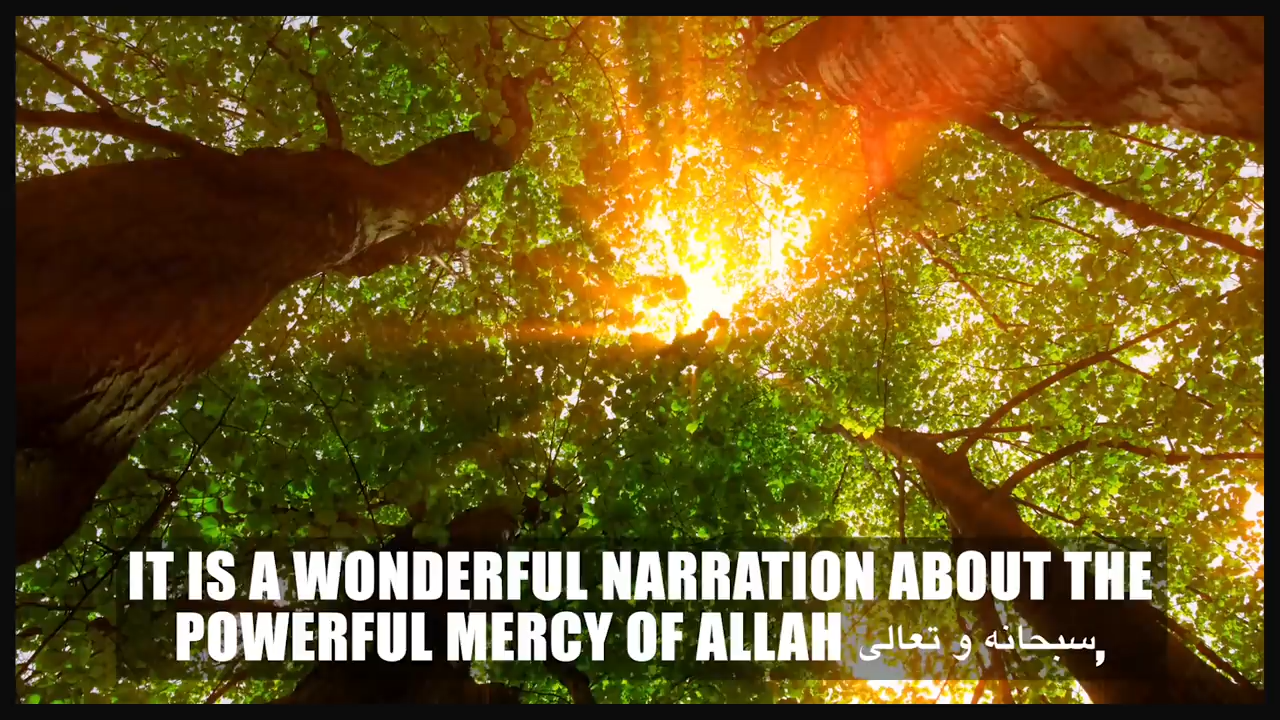 IT IS A WONDERFUL NARRATION ABOUT THE
POWERFUL MERCY OF ALLAH سبحانه و تعالى,